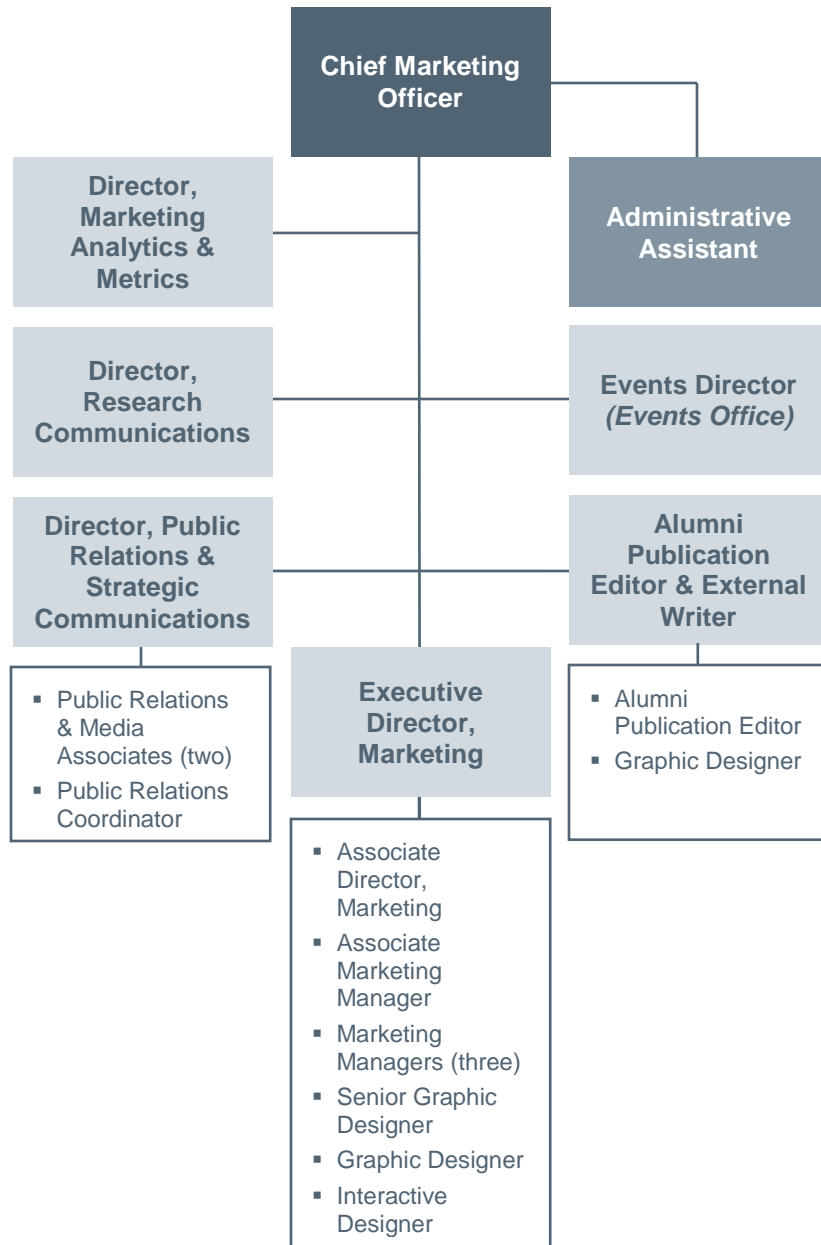 Chief Marketing
Officer
Director,
Marketing
Analytics &
Metrics
Administrative
Assistant
Director,
Research
Communications
Events Director
(Events Office)
Director, Public
Relations &
Strategic
Communications
Alumni
Publication
Editor & External
Writer
▪ Public Relations
& Media
Associates (two)
▪ Public Relations
Coordinator
Executive
Director,
Marketing
▪ Alumni
Publication Editor
▪ Graphic Designer
▪ Associate
Director,
Marketing
▪ Associate
Marketing
Manager
▪ Marketing
Managers (three)
▪ Senior Graphic
Designer
▪ Graphic Designer
▪ Interactive
Designer